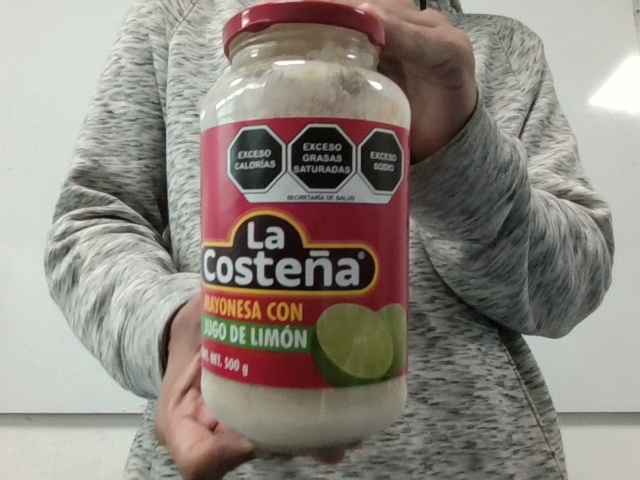 EXCESO
CALORÍAS
EXCESO
GRASAS
SATURADAS
EXCESO
SODIO
SECRETARÍA DE SALUD
La
Costeña®
MAYONESA CON
JUGO DE LIMÓN
NET. 500 g